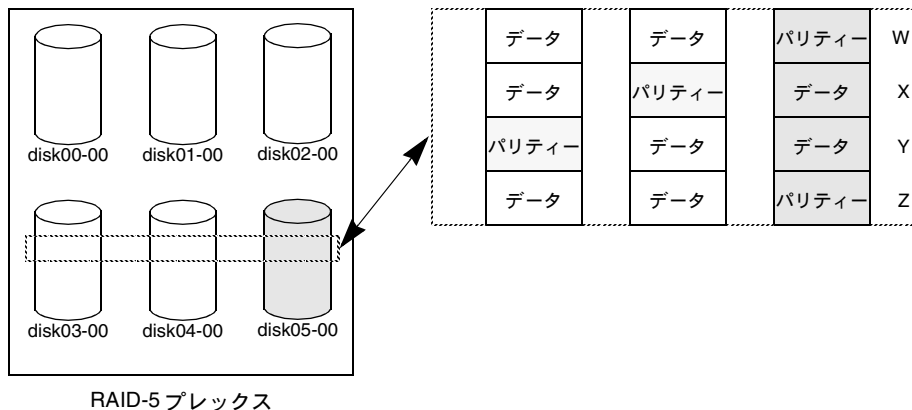 disk00-00 disk01-00 disk02-00
disk03-00 disk04-00 disk05-00
RAID-5 プレックス
データ データ パリティー W
データ パリティー データ X
パリティー データ データ Y
データ データ パリティー Z